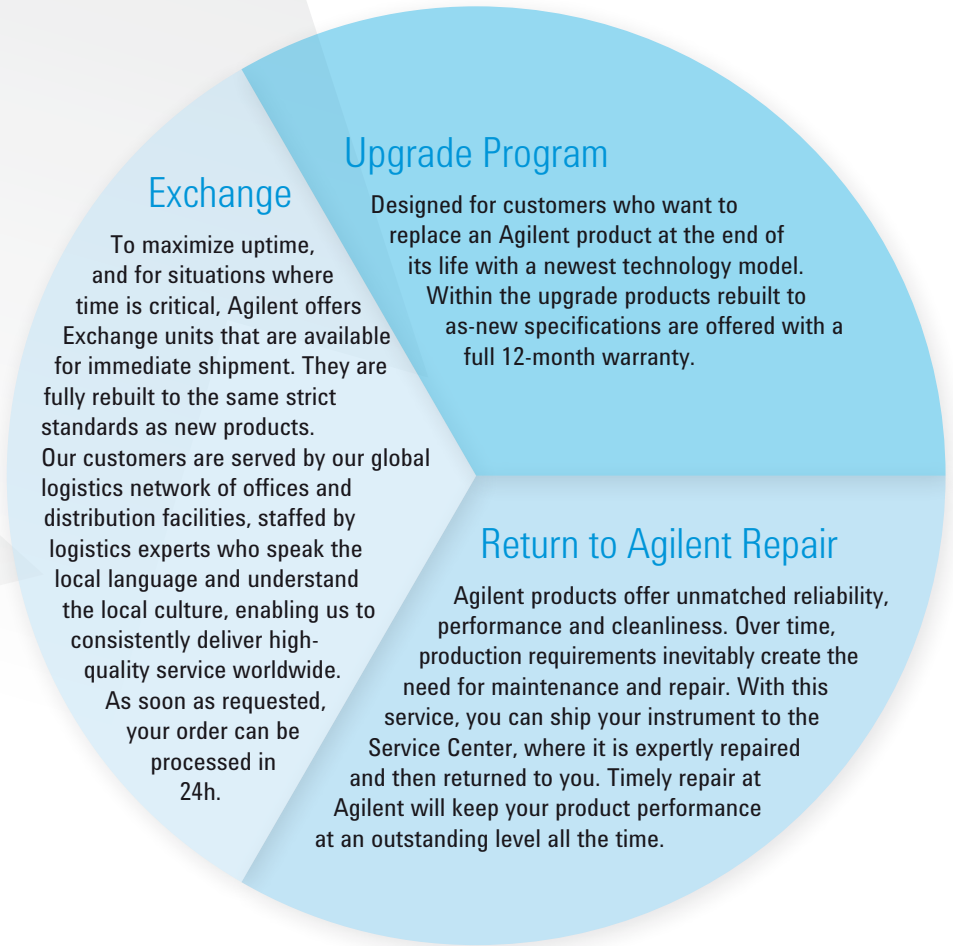 Upgrade Program
Designed for customers who want to
replace an Agilent product at the end of
its life with a newest technology model.
Within the upgrade products rebuilt to
as-new specifications are offered with a
full 12-month warranty.
Exchange
To maximize uptime,
and for situations where
time is critical, Agilent offers
Exchange units that are available
for immediate shipment. They are
fully rebuilt to the same strict
standards as new products.
Our customers are served by our global
logistics network of offices and
distribution facilities, staffed by
logistics experts who speak the
local language and understand
the local culture, enabling us to
consistently deliver high-
quality service worldwide.
As soon as requested,
your order can be
processed in
24h.
Return to Agilent Repair
Agilent products offer unmatched reliability,
performance and cleanliness. Over time,
production requirements inevitably create the
need for maintenance and repair. With this
service, you can ship your instrument to the
Service Center, where it is expertly repaired
and then returned to you. Timely repair at
Agilent will keep your product performance
at an outstanding level all the time.